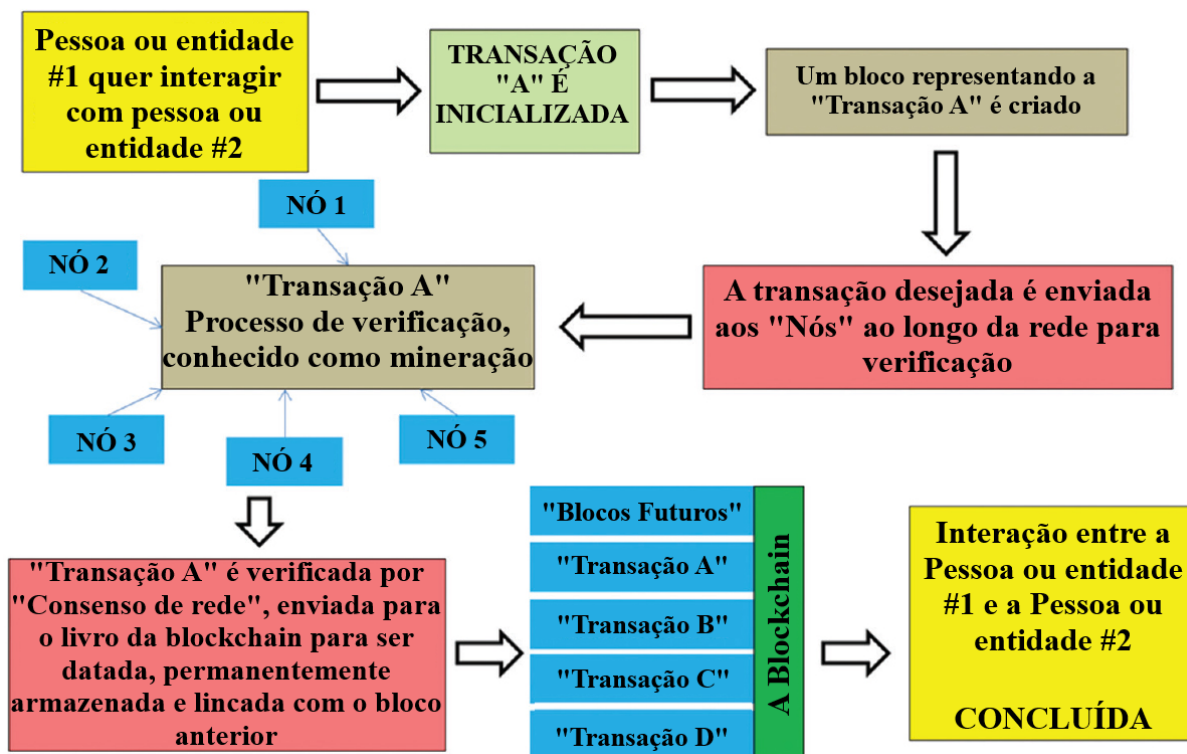 Pessoa ou entidade
#1 quer interagir
com pessoa ou
entidade #2
TRANSAÇÃO
"A" É
INICIALIZADA
Um bloco representando a
"Transação A" é criado
A transação desejada é enviada
aos "Nós" ao longo da rede para
verificação
NÓ 1
NÓ 2
"Transação A"
Processo de verificação,
conhecido como mineração
NÓ 3
NÓ 4
NÓ 5
"Transação A" é verificada por
"Consenso de rede", enviada para
o livro da blockchain para ser
datada, permanentemente
armazenada e lincada com o bloco
anterior
"Blocos Futuros"
"Transação A"
"Transação B"
"Transação C"
"Transação D"
A Blockchain
Interação entre a
Pessoa ou entidade
#1 e a Pessoa ou
entidade #2
CONCLUÍDA